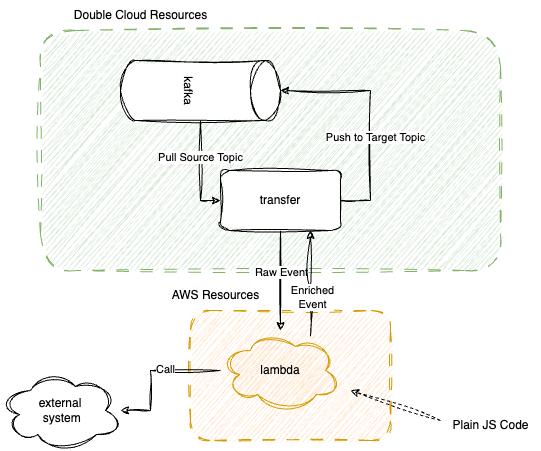 Double Cloud Resources
kafka
Push to Target Topic
Pull Source Topic
transfer
Raw Event
Enriched
Event
AWS Resources
lambda
Call
external
system
Plain JS Code